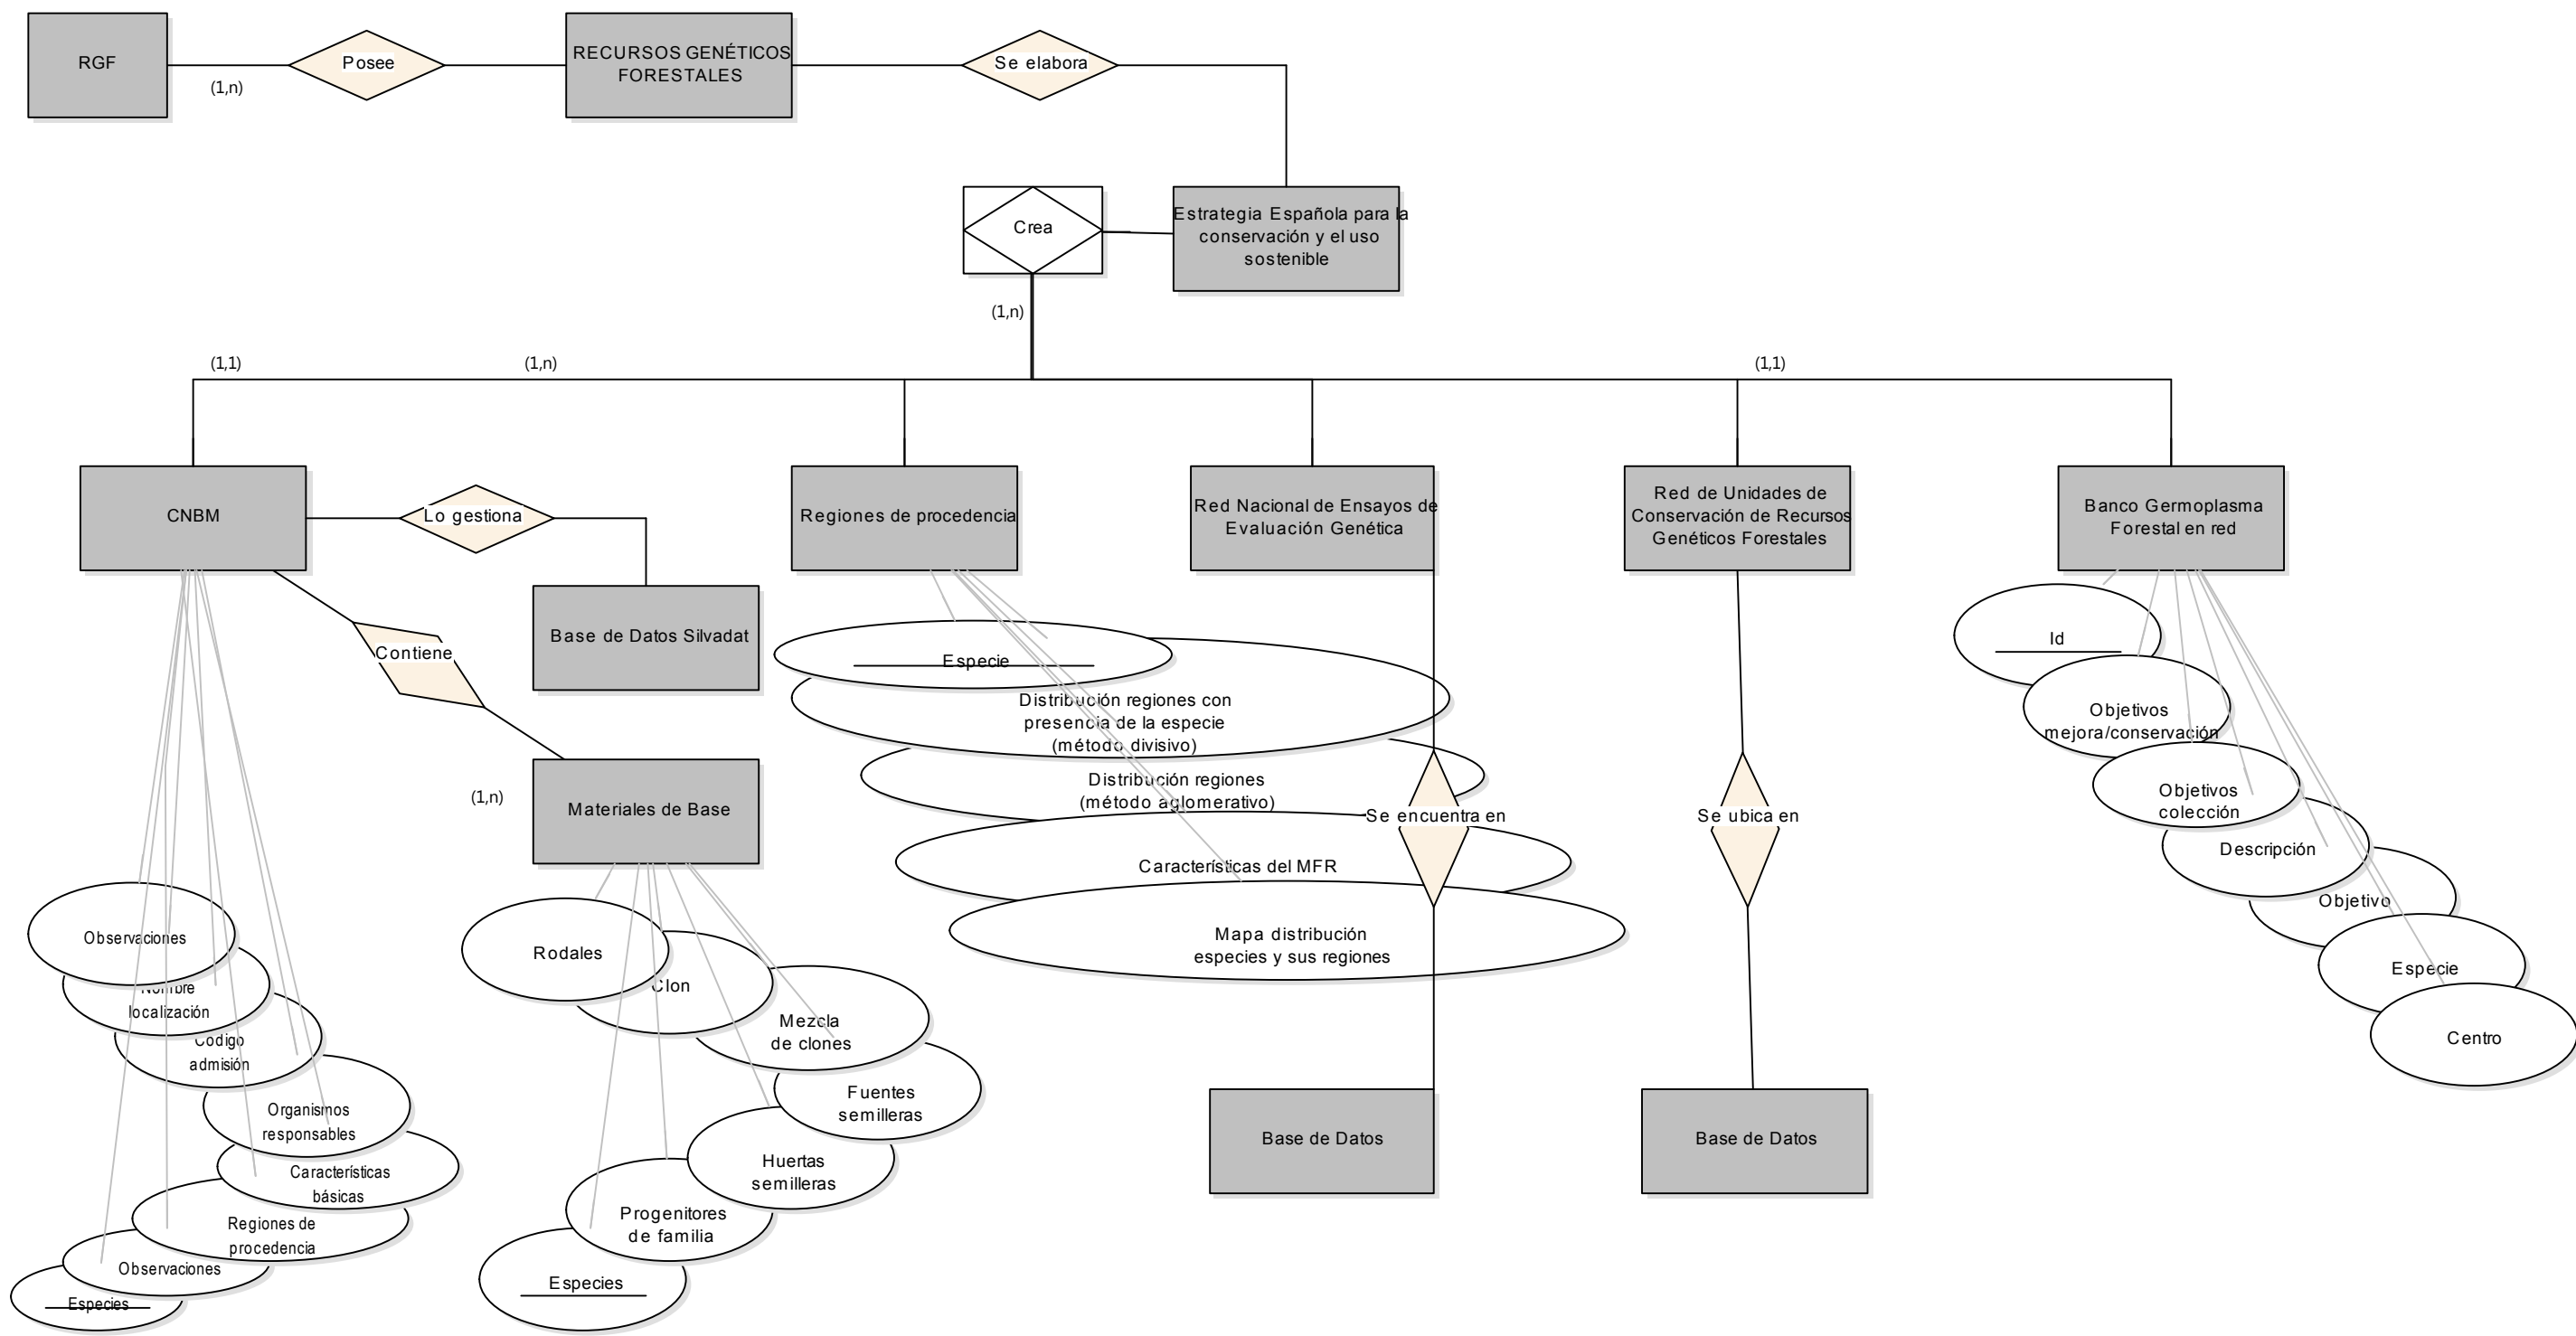 RGF
(1,n)
Posee
RECURSOS GENÉTICOS
FORESTALES
Se elabora
Crea
Estrategia Española para la
conservación y el uso
sostenible
(1,n)
(1,1)
(1,n)
(1,1)
CNBM
Lo gestiona
Regiones de procedencia
Red Nacional de Ensayos de
Evaluación Genética
Red de Unidades de
Conservación de Recursos
Genéticos Forestales
Banco Germoplasma
Forestal en red
Base de Datos Silvadat
Contiene
(1,n)
Materiales de Base
Especie
Distribución regiones con
presencia de la especie
(método divisivo)
Distribución regiones
(método aglomerativo)
Características del MFR
Mapa distribución
especies y sus regiones
Se encuentra en
Se ubica en
Id
Objetivos
mejora/conservación
Objetivos
colección
Descripción
Objetivo
Especie
Centro
Observaciones
Nombre
localización
Código
admisión
Organismos
responsables
Características
básicas
Regiones de
procedencia
Observaciones
Especies
Rodales
Clon
Mezcla
de clones
Fuentes
semilleras
Huertas
semilleras
Progenitores
de familia
Especies
Base de Datos
Base de Datos